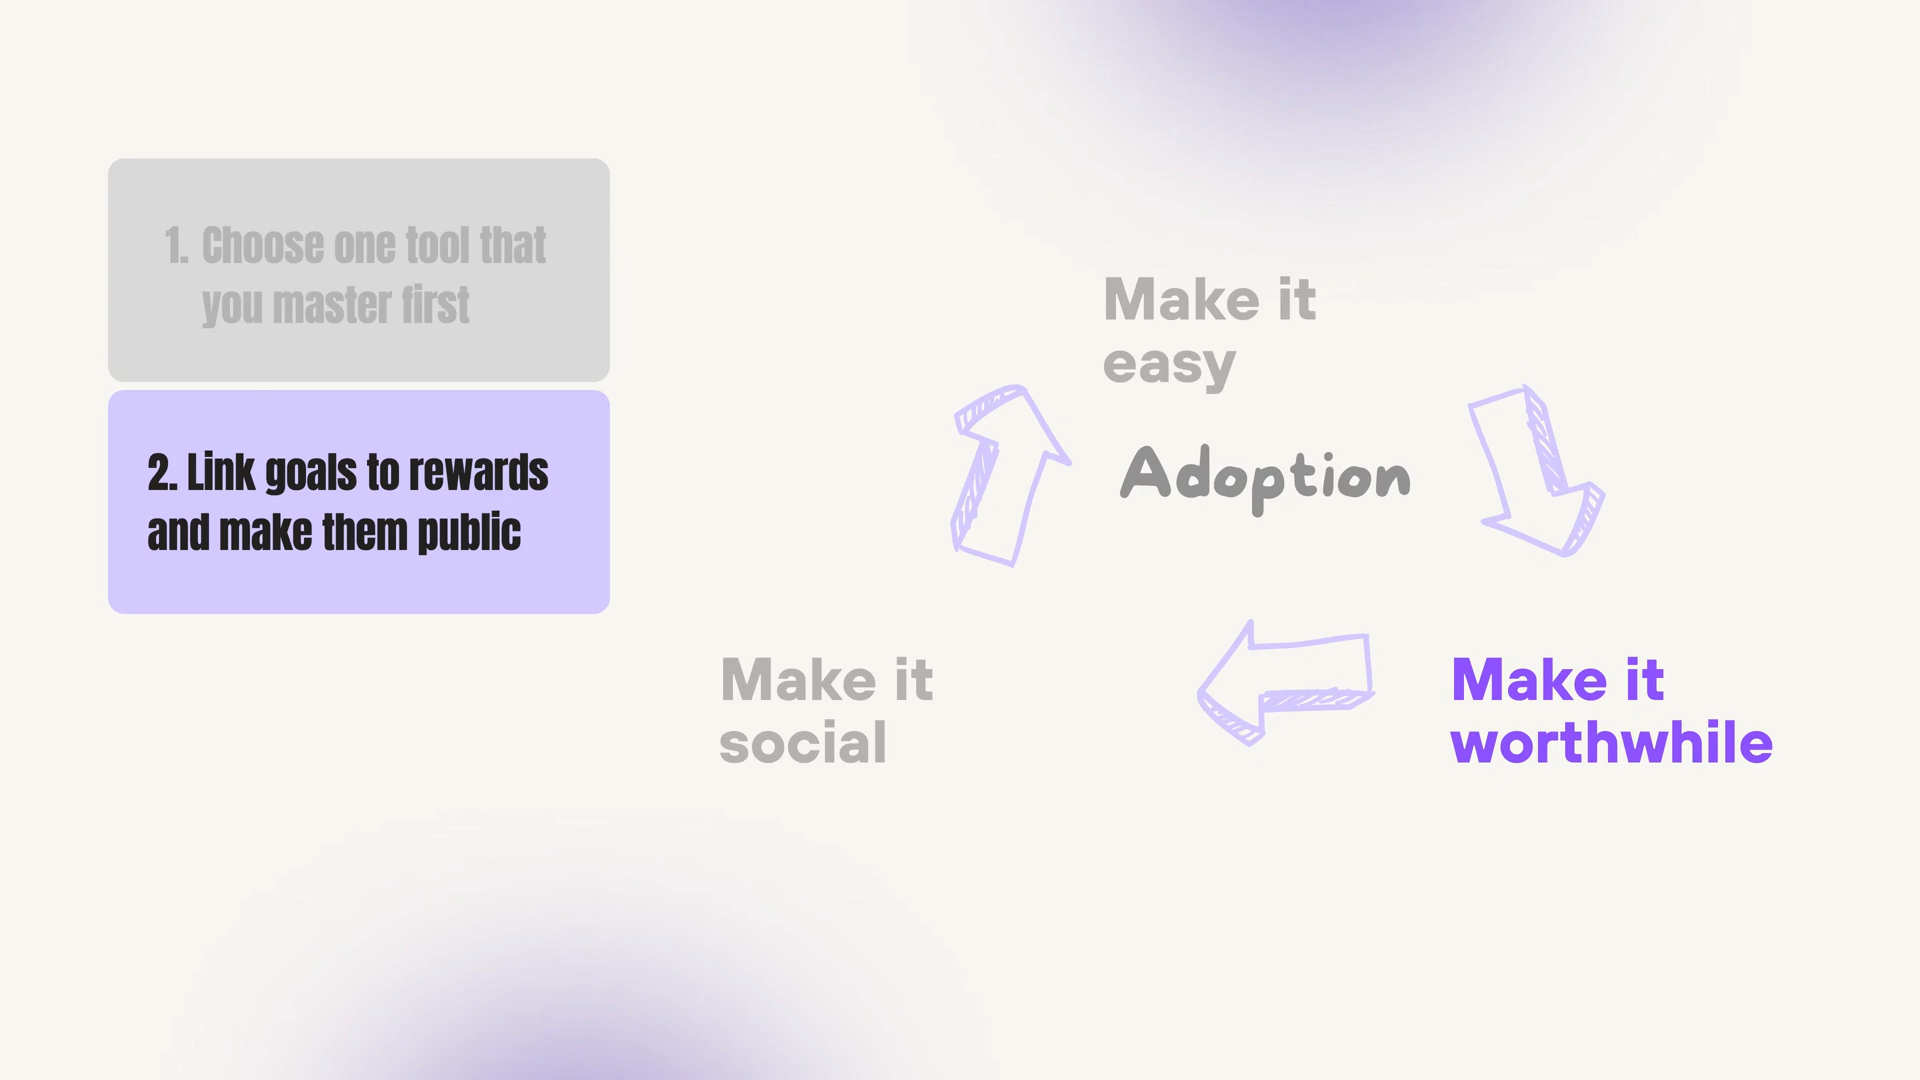 1. Choose one tool that
you master first
2. Link goals to rewards
and make them public
Make it
easy
Adoption
Make it
social
Make it
worthwhile